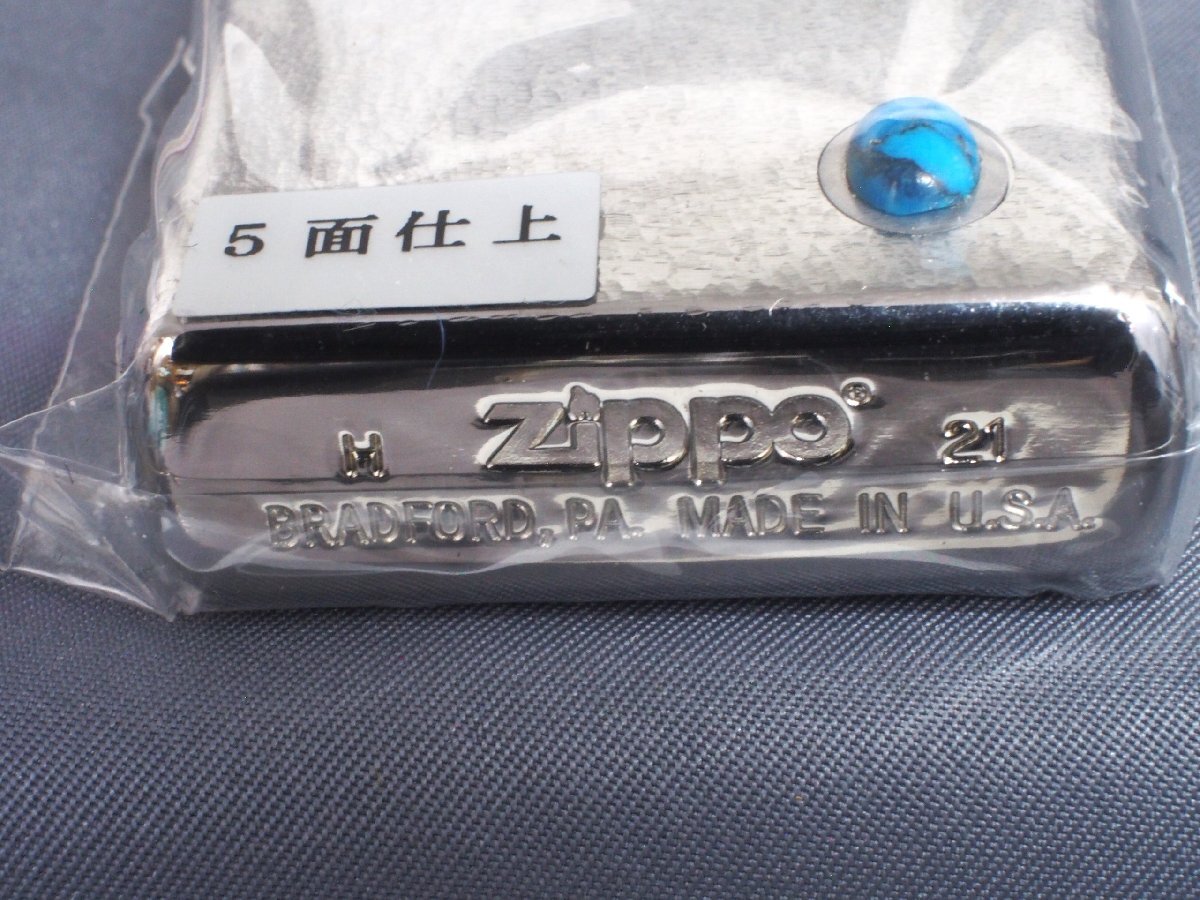 5面仕上
H zippo® 21
BRADFORD, PA. MADE IN U.S.A.